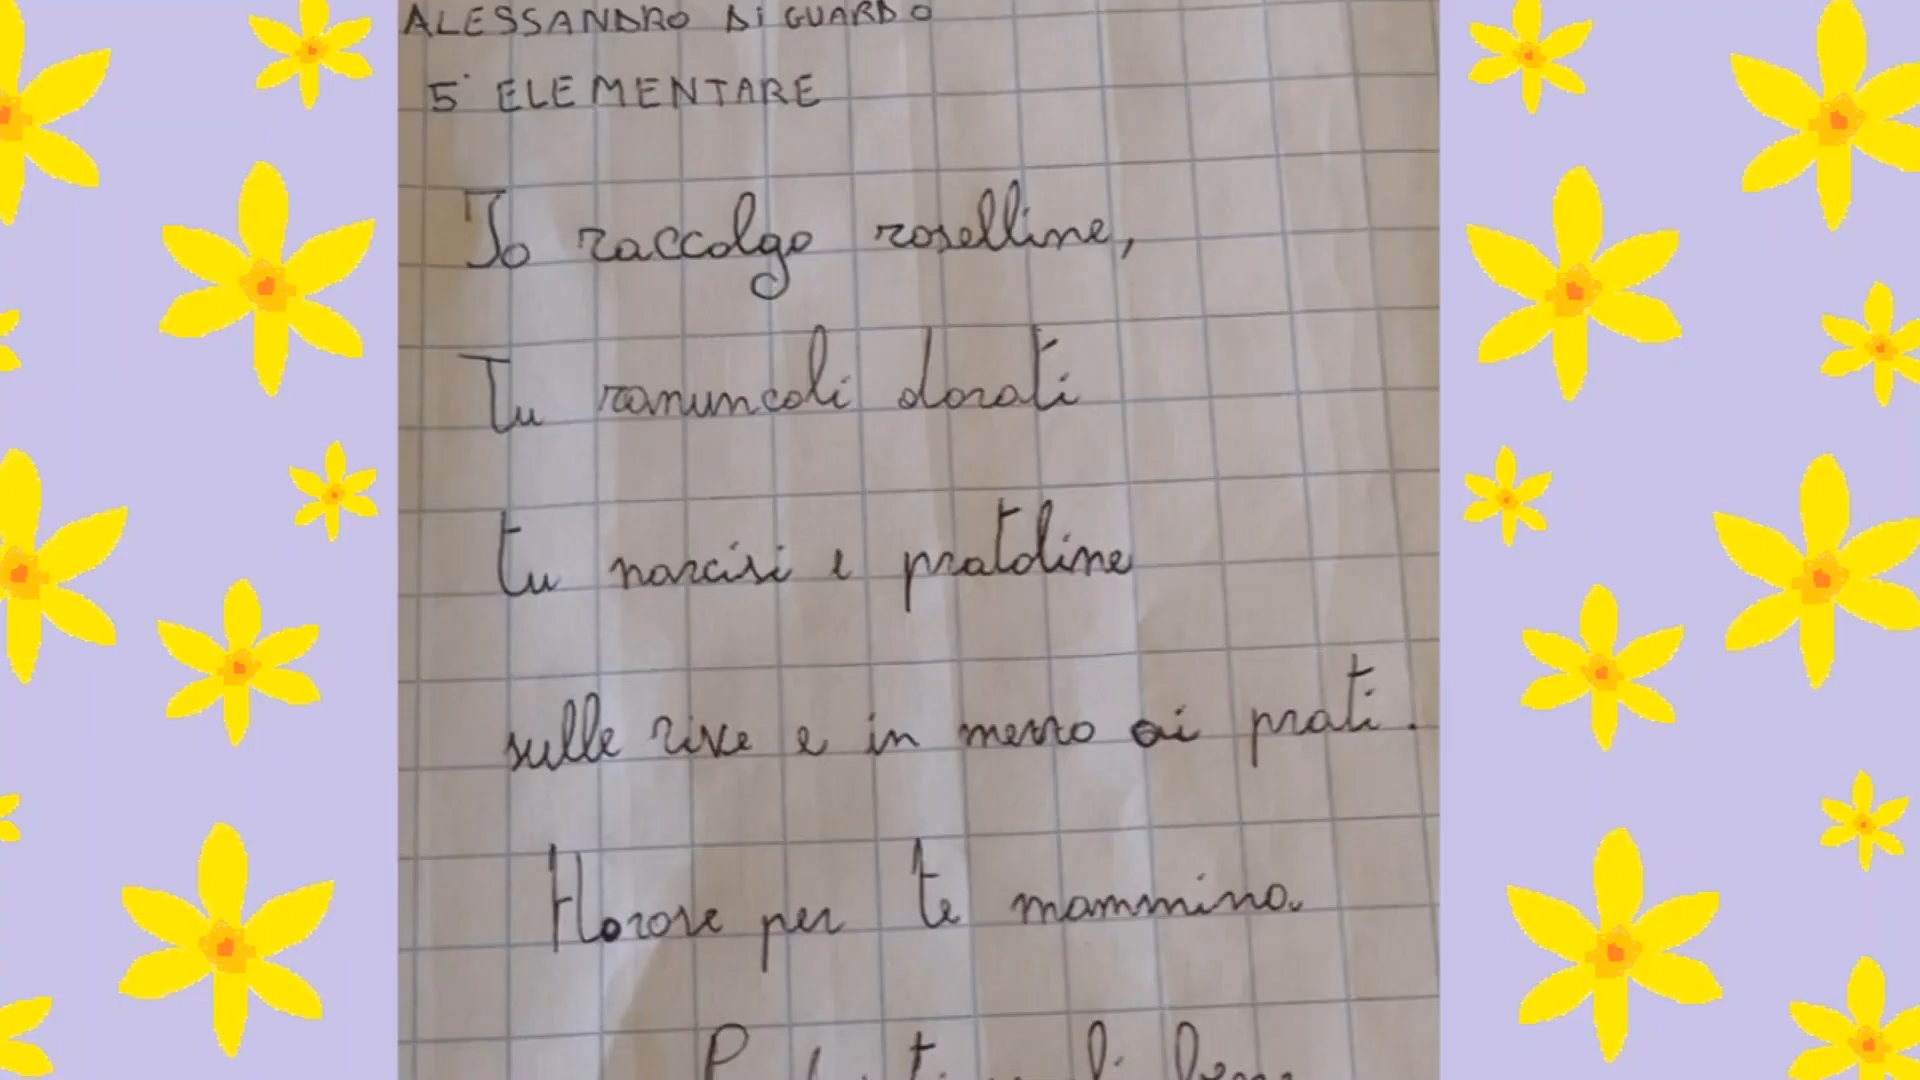 ALESSANDRO Di GUARDO
5° ELEMENTARE
Io raccolgo roselline,
Tu ranuncoli dorati
tu narcisi e pratoline
sulle rive e in mezzo ai prati.
per te mammina.